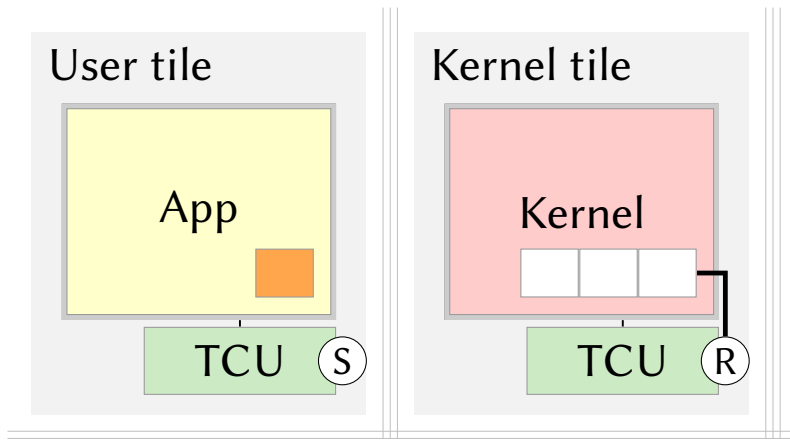 User tile
Kernel tile
App
Kernel
TCU
S
TCU
R